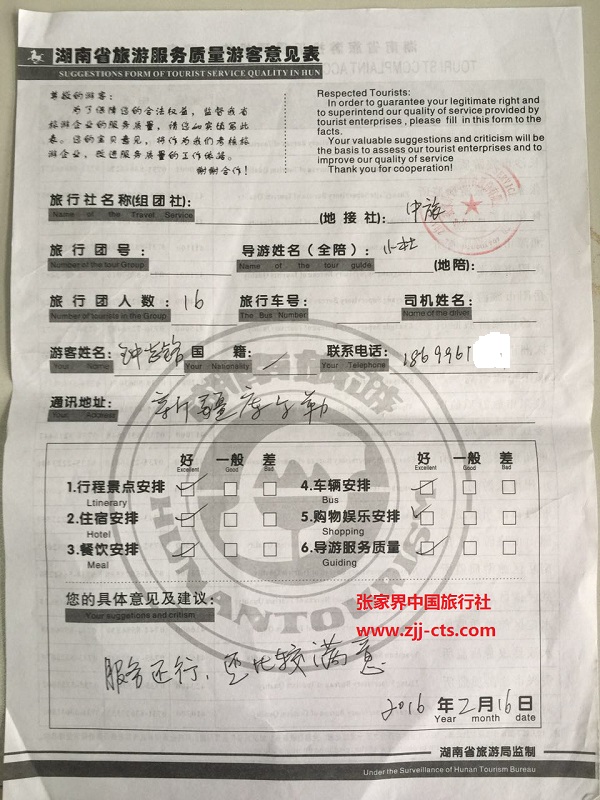 湖南省旅游服务质量游客意见表
SUGGESTIONS FORM OF TOURIST SERVICE QUALITY IN HUN
尊敬的游客:
为了保障您的合法权益，监督我省
旅游企业的服务质量，请您如实填写此
表。您的宝贵意见，将作为我们考核旅
游企业，改进服务质量的工作依据。
谢谢合作！
Respected Tourists:
In order to guarantee your legitimate right and
to superintend our quality of service provided by
tourist enterprises , please fill in this form to the
facts.
Your valuable suggestions and criticism will be
the basis to assess our tourist enterprises and to
improve our quality of service
Thank you for cooperation!
旅行社名称(组团社):
Name of the Travel Service
(地接社): 中旅
旅行团号:
Number of the tour Group
导游姓名(全陪): 小杜
Name of the tour guide
(地陪):
旅行团人数: 16
Number of tourists in the Group
旅行车号:
The Bus Number
司机姓名:
Name of the driver
游客姓名: 钟志锦
Your Name
国籍: /
Your Nationality
联系电话: 1869961
Your Telephone
通讯地址: 新疆库尔勒
Your Address
好 一般 差 好 一般 差
Excellent Good Bad Excellent Good Bad
1.行程景点安排 4.车辆安排
Ltinerary Bus
2.住宿安排 5.购物娱乐安排
Hotel Shopping
3.餐饮安排 6.导游服务质量
Meal Guiding
HUNAN TOURISM
您的具体意见及建议:
Your suggetions and critism
张家界中国旅行社
www.zjj-cts.com
服务还行，还比较满意
2016 年 2 月 16 日
Year month date
湖南省旅游局监制
Under the Surveillance of Hunan Tourism Bureau